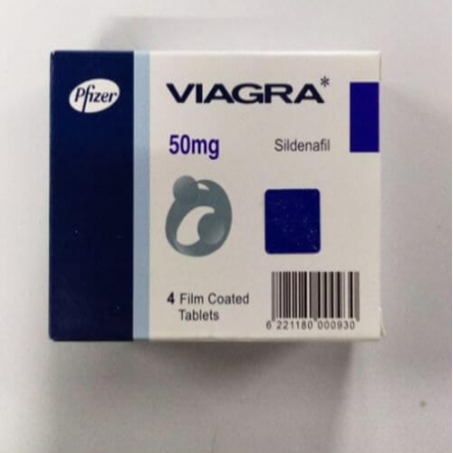 Pfizer
VIAGRA*
50mg
Sildenafil
4 Film Coated
Tablets
6 221180 000930